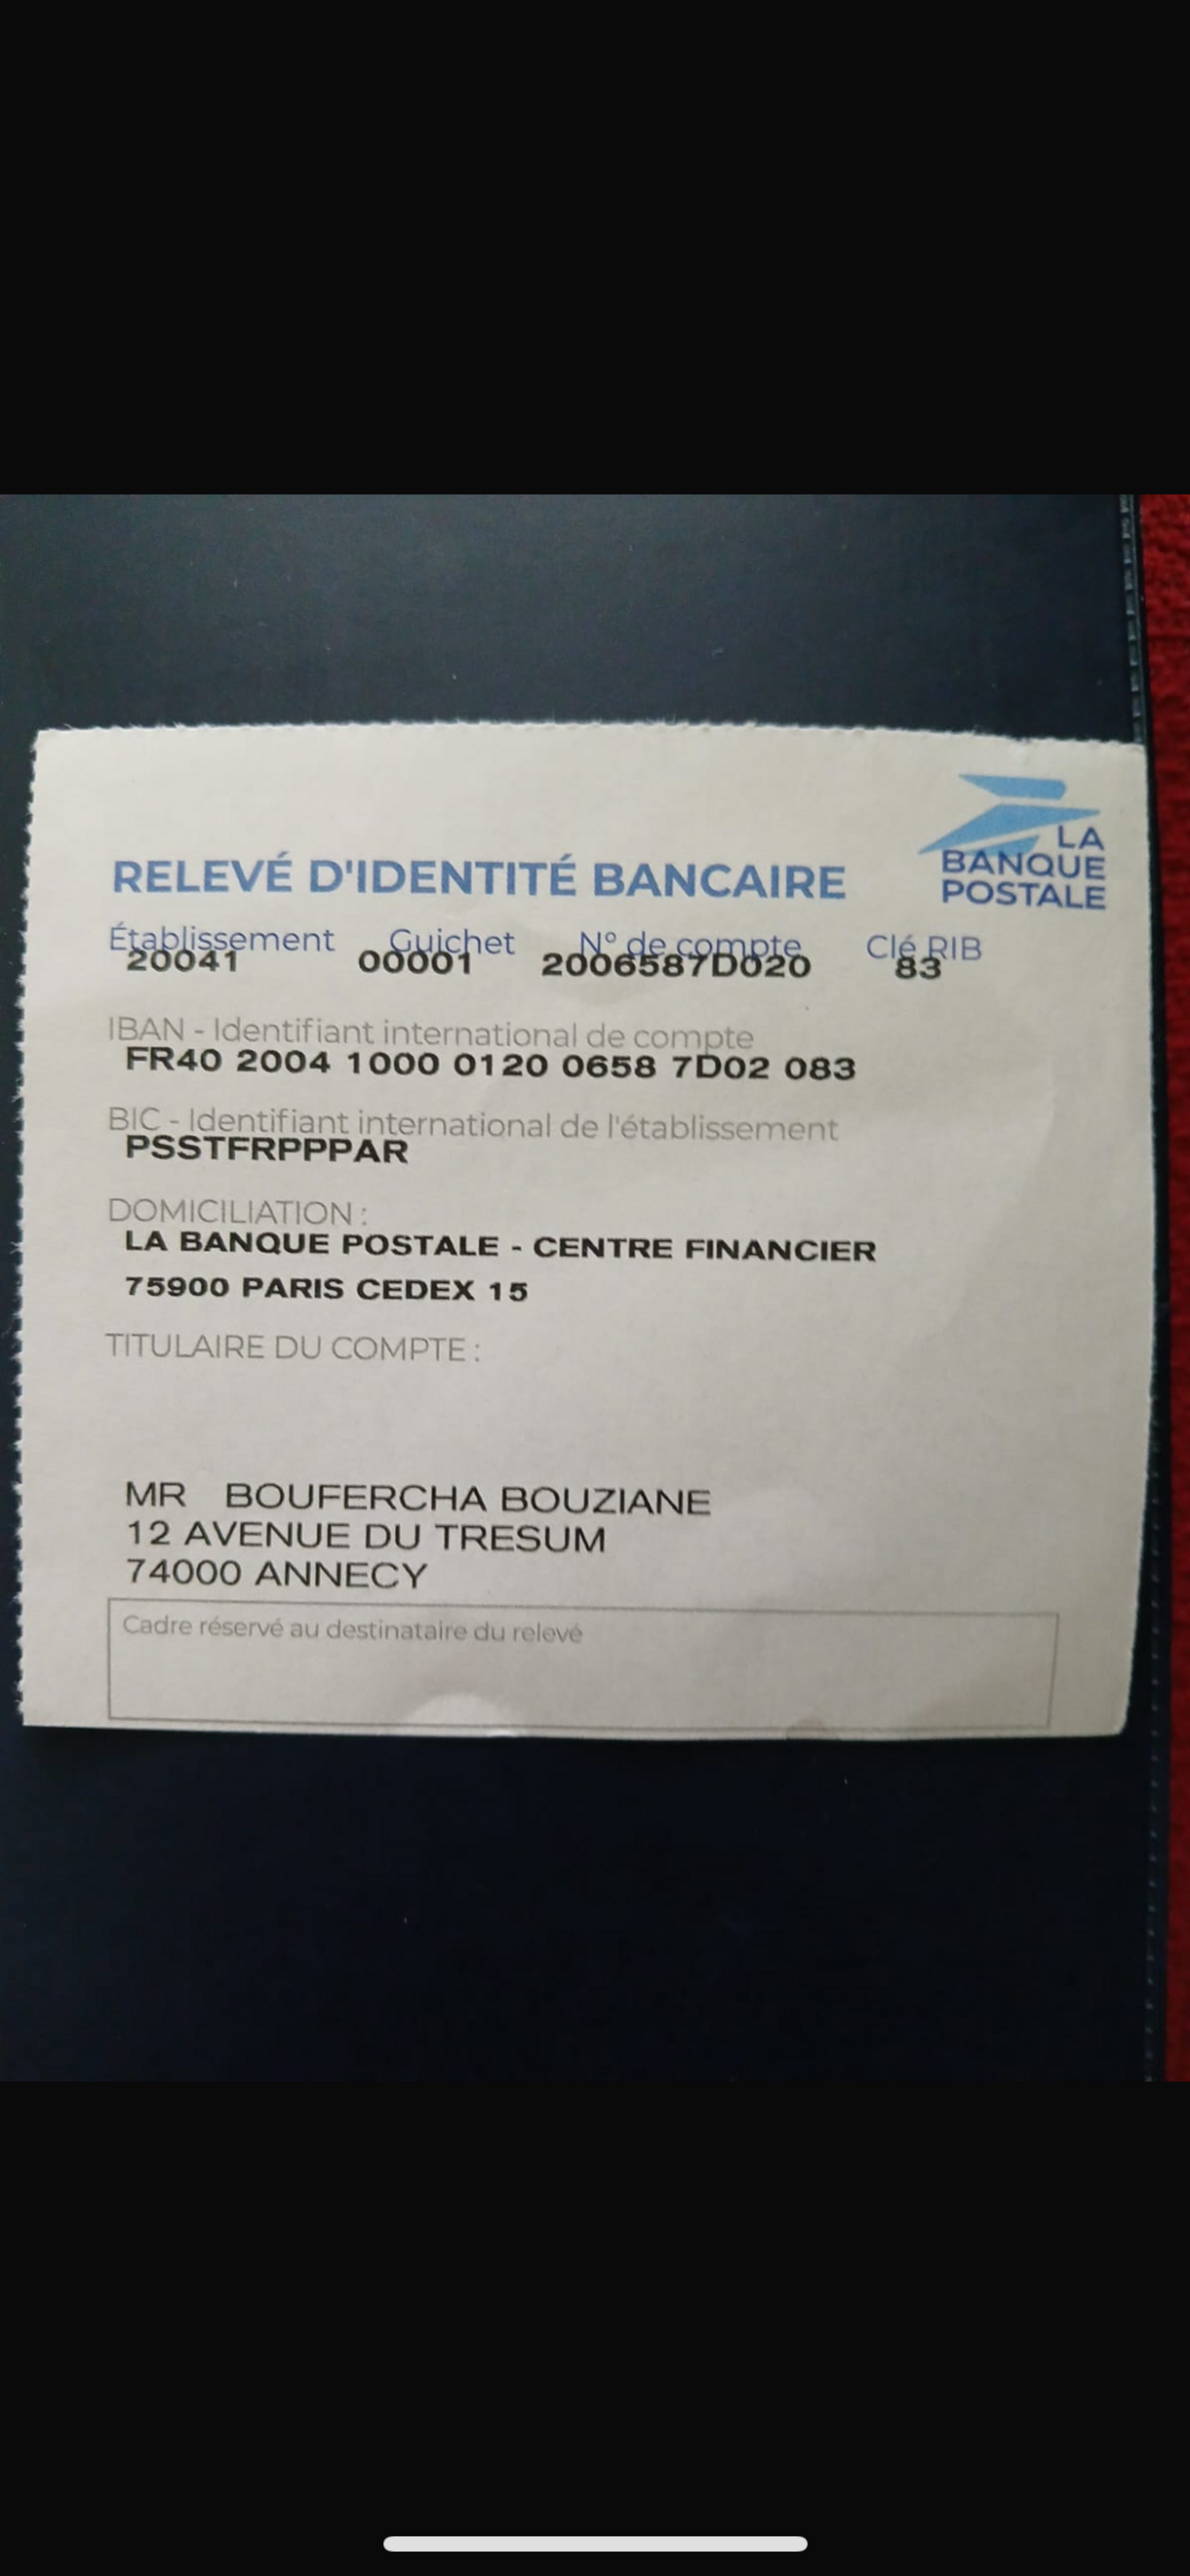 LA
BANQUE
POSTALE
RELEVÉ D'IDENTITÉ BANCAIRE
Établissement Guichet N° de compte Clé RIB
20041 00001 2006587D020 83
IBAN - Identifiant international de compte
FR40 2004 1000 0120 0658 7D02 083
BIC - Identifiant international de l'établissement
PSSTFRPPPAR
DOMICILIATION :
LA BANQUE POSTALE - CENTRE FINANCIER
75900 PARIS CEDEX 15
TITULAIRE DU COMPTE :
MR BOUFERCHA BOUZIANE
12 AVENUE DU TRESUM
74000 ANNECY
Cadre réservé au destinataire du relevé